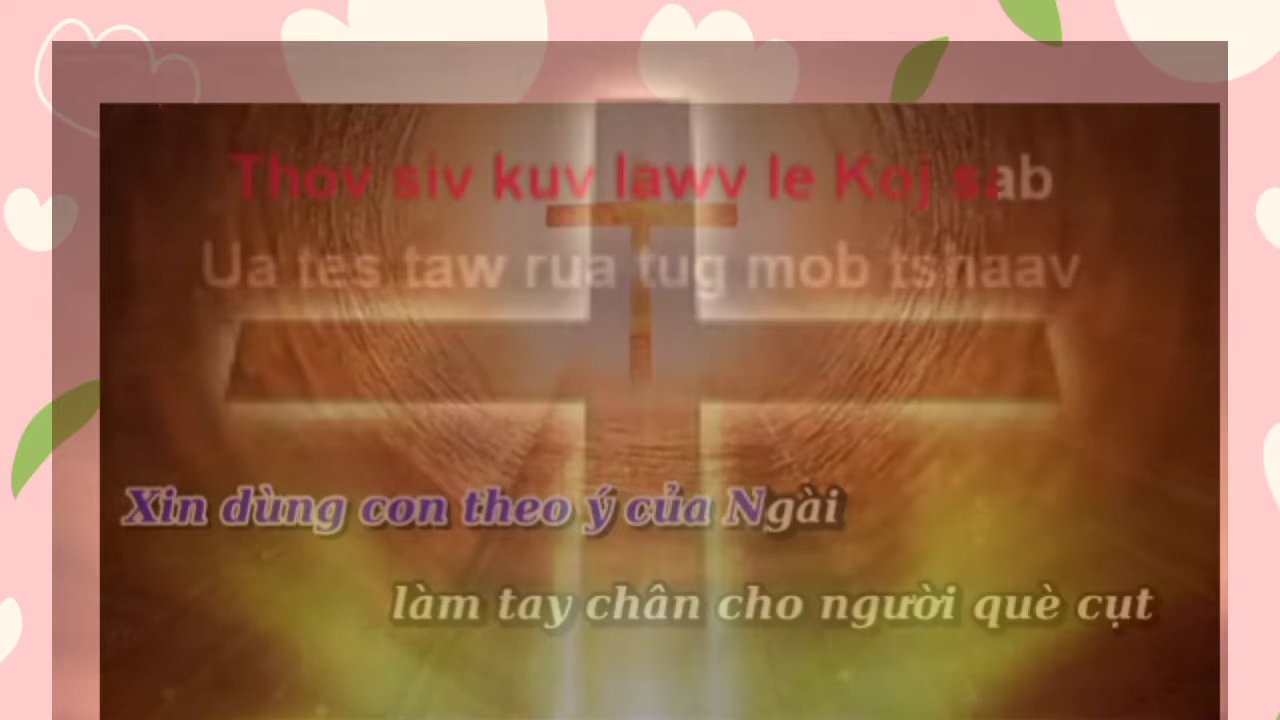 Thov siv kuv lawv le Koj sab
Ua tes taw rua tug mob tshaav
Xin dùng con theo ý của Ngài
làm tay chân cho người què cụt